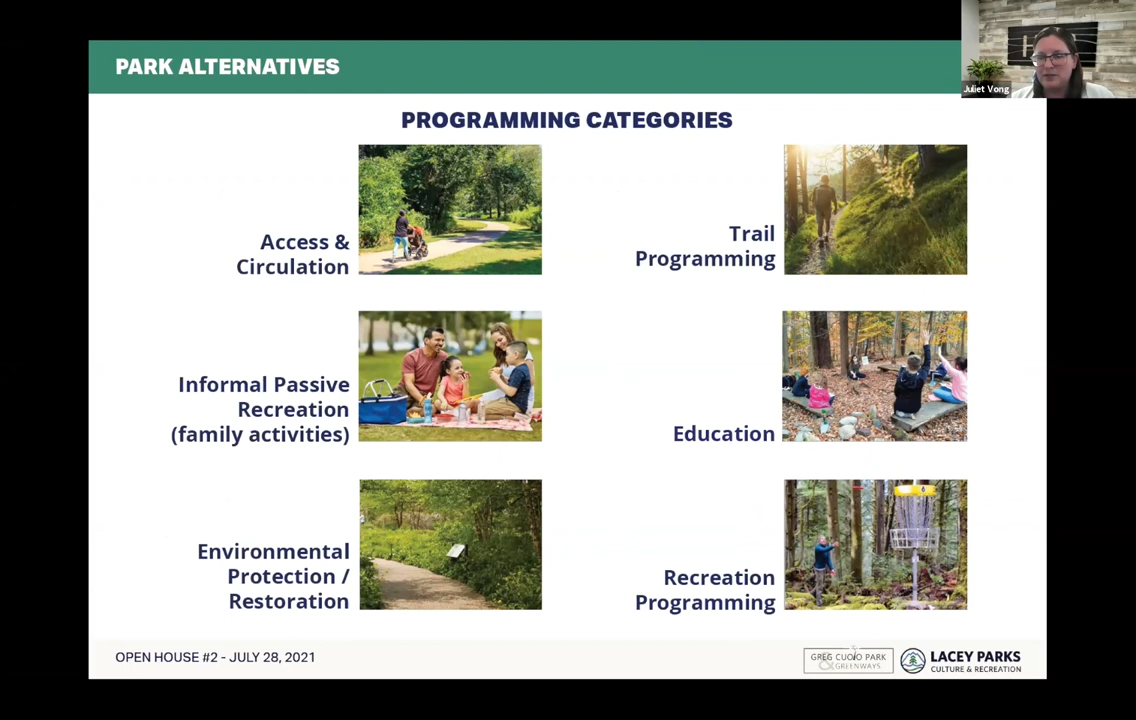 PARK ALTERNATIVES
Juliet Vong
PROGRAMMING CATEGORIES
Access &
Circulation
Trail
Programming
Informal Passive
Recreation
(family activities)
Education
Environmental
Protection /
Restoration
Recreation
Programming
OPEN HOUSE #2 - JULY 28, 2021
GREG CUOIO PARK
& GREENWAYS
LACEY PARKS
CULTURE & RECREATION